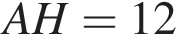 AH = 12